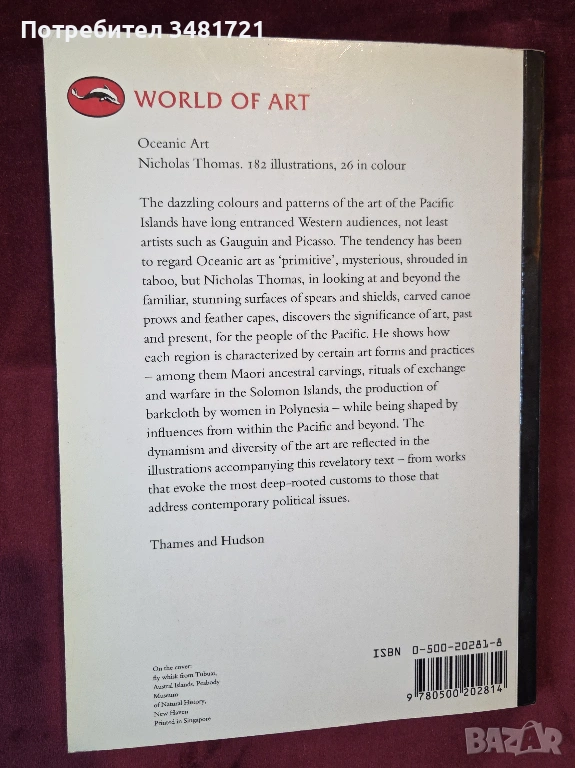 Потребител 3481721
WORLD OF ART
Oceanic Art
Nicholas Thomas. 182 illustrations, 26 in colour
The dazzling colours and patterns of the art of the Pacific
Islands have long entranced Western audiences, not least
artists such as Gauguin and Picasso. The tendency has been
to regard Oceanic art as ‘primitive’, mysterious, shrouded in
taboo, but Nicholas Thomas, in looking at and beyond the
familiar, stunning surfaces of spears and shields, carved canoe
prows and feather capes, discovers the significance of art, past
and present, for the people of the Pacific. He shows how
each region is characterized by certain art forms and practices
– among them Maori ancestral carvings, rituals of exchange
and warfare in the Solomon Islands, the production of
barkcloth by women in Polynesia – while being shaped by
influences from within the Pacific and beyond. The
dynamism and diversity of the art are reflected in the
illustrations accompanying this revelatory text – from works
that evoke the most deep-rooted customs to those that
address contemporary political issues.
Thames and Hudson
On the cover:
fly whisk from Tubuai,
Austral Islands. Peabody
Museum
of Natural History,
New Haven
Printed in Singapore
ISBN 0-500-20281-8
9 780500 202814
BAZAR